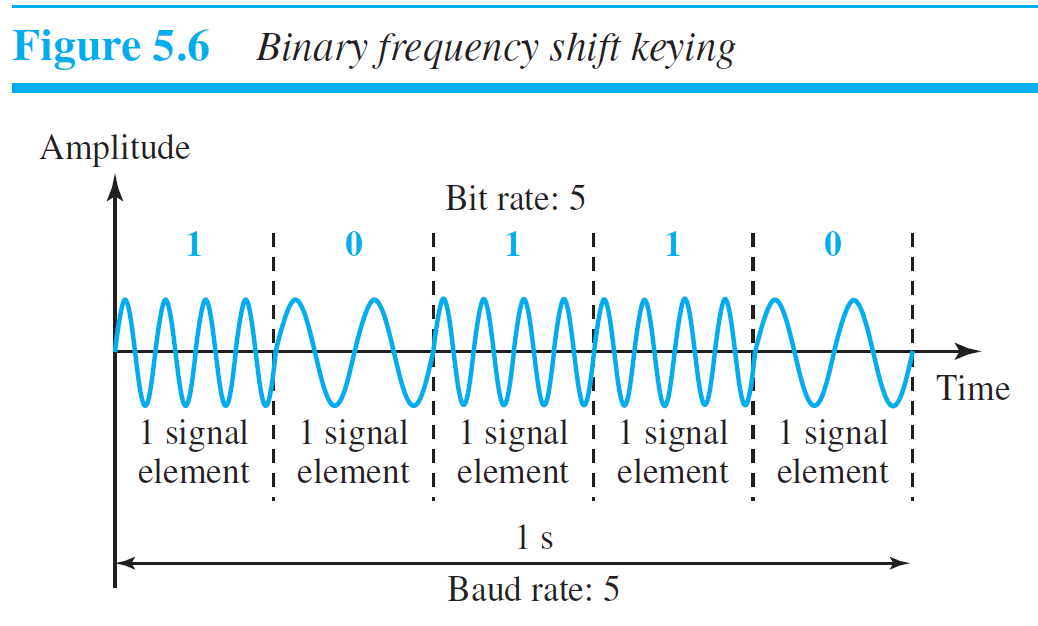 Figure 5.6 Binary frequency shift keying
Amplitude
Bit rate: 5
1 0 1 1 0
Time
1 signal element
1 signal element
1 signal element
1 signal element
1 signal element
1 s
Baud rate: 5